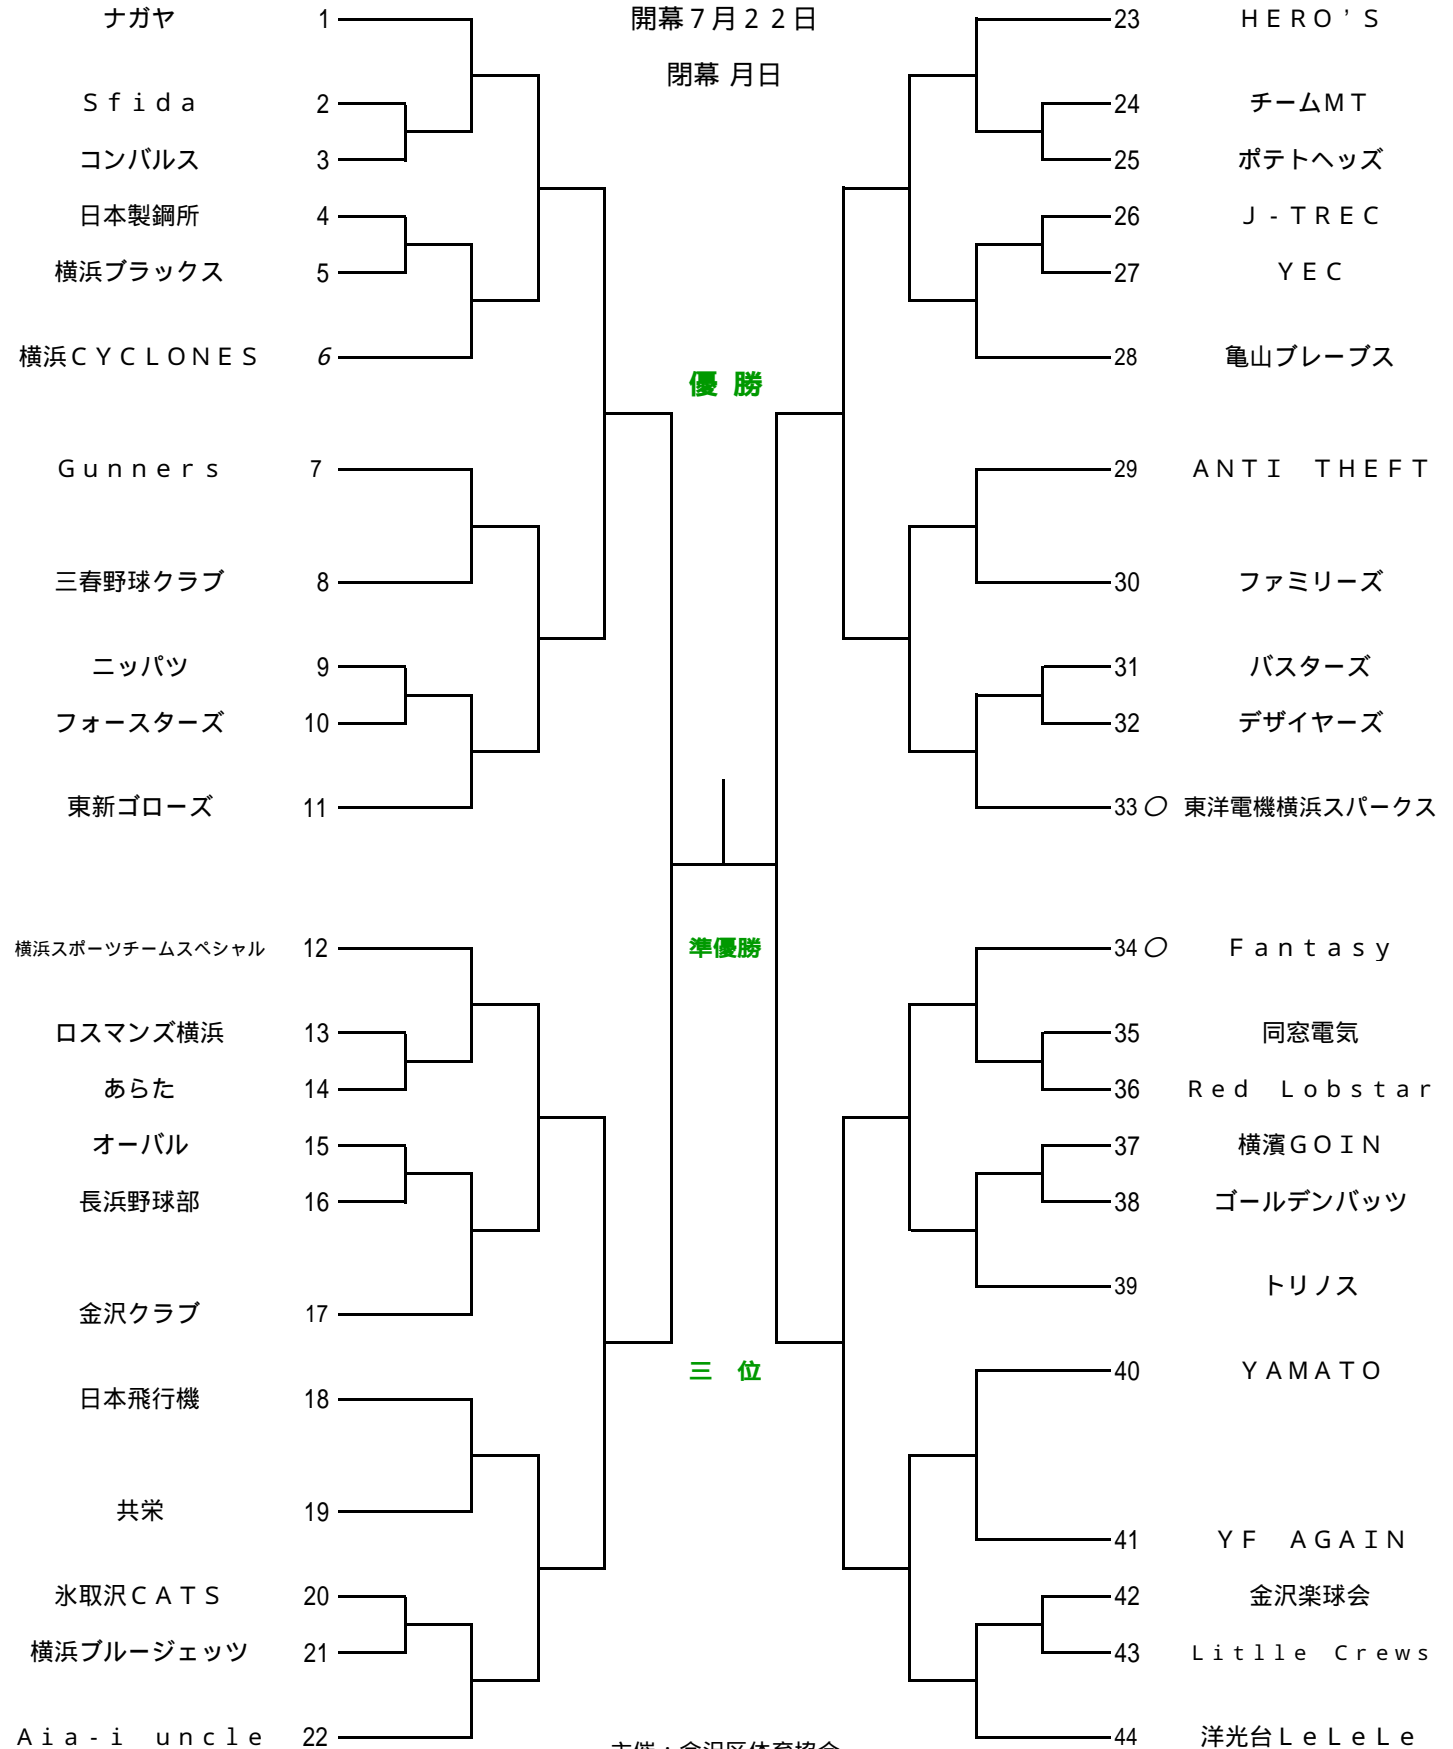 開幕７月２２日
閉幕 月日
ナガヤ 1
Ｓｆｉｄａ 2
コンバルス 3
日本製鋼所 4
横浜ブラックス 5
横浜ＣＹＣＬＯＮＥＳ 6
Ｇｕｎｎｅｒｓ 7
三春野球クラブ 8
ニッパツ 9
フォースターズ 10
東新ゴローズ 11
横浜スポーツチームスペシャル 12
ロスマンズ横浜 13
あらた 14
オーバル 15
長浜野球部 16
金沢クラブ 17
日本飛行機 18
共栄 19
氷取沢ＣＡＴＳ 20
横浜ブルージェッツ 21
Ａｉａ-ｉ　ｕｎｃｌｅ 22
優 勝
準優勝
三　位
23 ＨＥＲＯ’Ｓ
24 チームＭＴ
25 ポテトヘッズ
26 Ｊ-ＴＲＥＣ
27 ＹＥＣ
28 亀山ブレーブス
29 ＡＮＴＩ　ＴＨＥＦＴ
30 ファミリーズ
31 バスターズ
32 デザイヤーズ
33〇 東洋電機横浜スパークス
34〇 Ｆａｎｔａｓｙ
35 同窓電気
36 Ｒｅｄ　Ｌｏｂｓｔａｒ
37 横濱ＧＯＩＮ
38 ゴールデンバッツ
39 トリノス
40 ＹＡＭＡＴＯ
41 ＹＦ　ＡＧＡＩＮ
42 金沢楽球会
43 Ｌｉｔｌｌｅ　Ｃｒｅｗｓ
44 洋光台ＬｅＬｅＬｅ
主催：金沢区体育協会